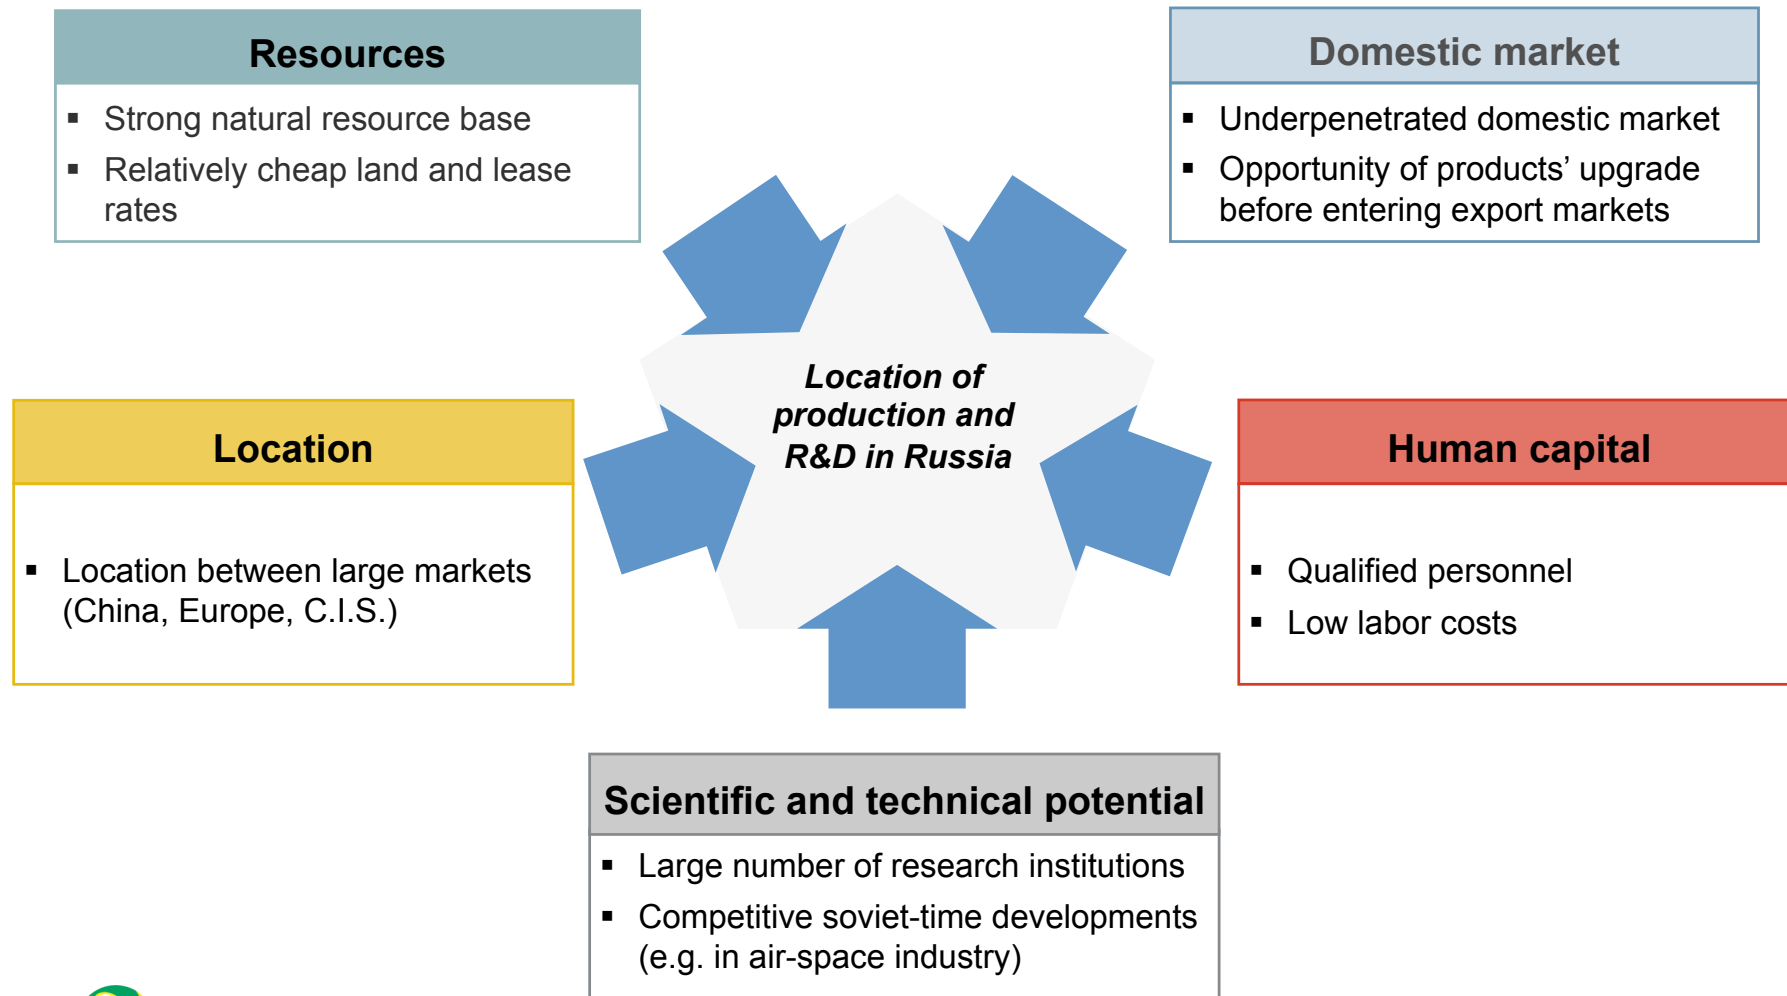 Resources
▪ Strong natural resource base
▪ Relatively cheap land and lease
rates
Domestic market
▪ Underpenetrated domestic market
▪ Opportunity of products’ upgrade
before entering export markets
Location of
production and
R&D in Russia
Location
▪ Location between large markets
(China, Europe, C.I.S.)
Human capital
▪ Qualified personnel
▪ Low labor costs
Scientific and technical potential
▪ Large number of research institutions
▪ Competitive soviet-time developments
(e.g. in air-space industry)